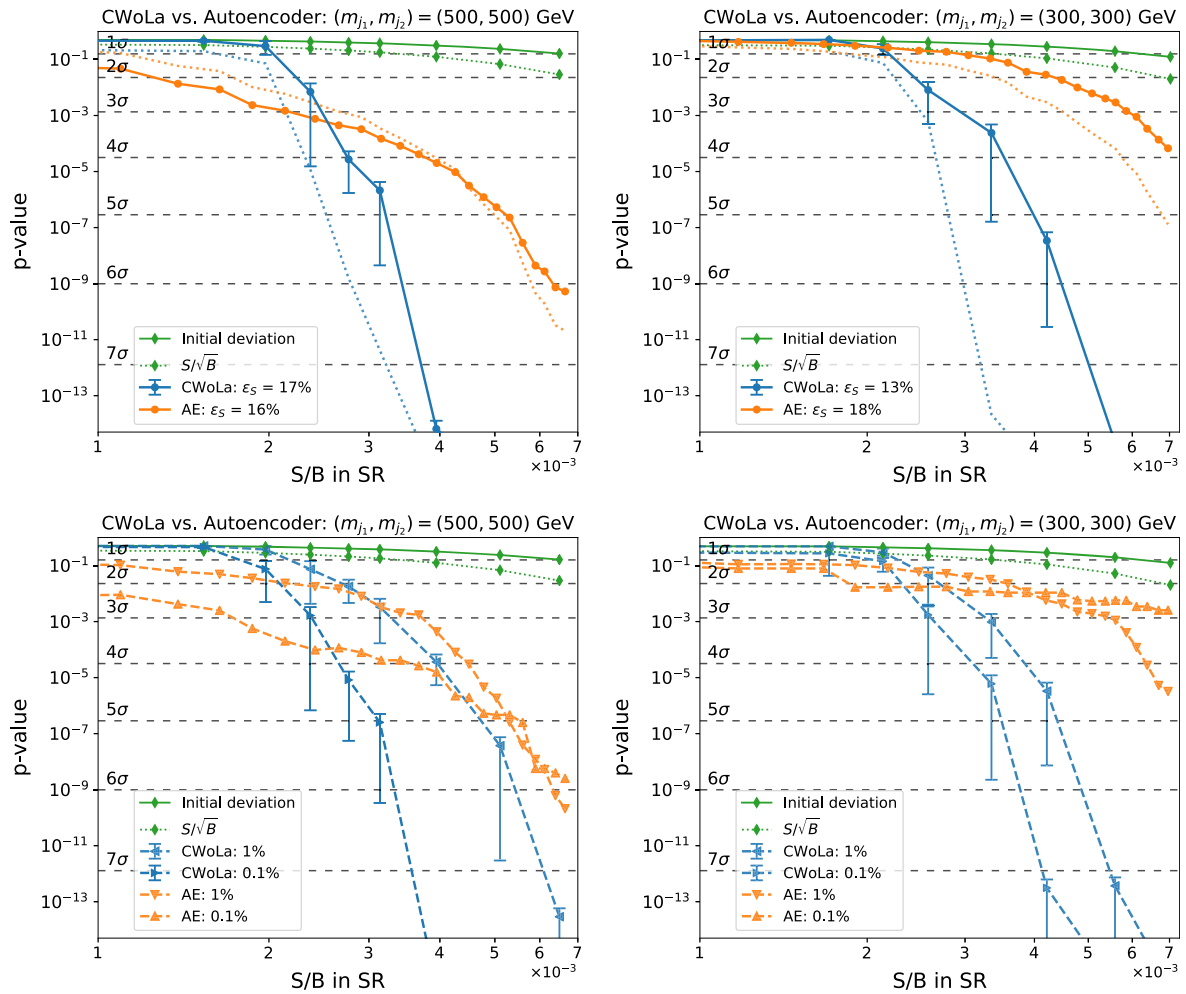 CWoLa vs. Autoencoder: (m_{j_1}, m_{j_2}) = (500, 500) GeV
p-value
10^{-1}
10^{-3}
10^{-5}
10^{-7}
10^{-9}
10^{-11}
10^{-13}
1σ
2σ
3σ
4σ
5σ
6σ
7σ
Initial deviation
S/√B
CWoLa: ε_S = 17%
AE: ε_S = 16%
1 2 3 4 5 6 7
×10^{-3}
S/B in SR
CWoLa vs. Autoencoder: (m_{j_1}, m_{j_2}) = (300, 300) GeV
p-value
10^{-1}
10^{-3}
10^{-5}
10^{-7}
10^{-9}
10^{-11}
10^{-13}
1σ
2σ
3σ
4σ
5σ
6σ
7σ
Initial deviation
S/√B
CWoLa: ε_S = 13%
AE: ε_S = 18%
1 2 3 4 5 6 7
×10^{-3}
S/B in SR
CWoLa vs. Autoencoder: (m_{j_1}, m_{j_2}) = (500, 500) GeV
p-value
10^{-1}
10^{-3}
10^{-5}
10^{-7}
10^{-9}
10^{-11}
10^{-13}
1σ
2σ
3σ
4σ
5σ
6σ
7σ
Initial deviation
S/√B
CWoLa: 1%
CWoLa: 0.1%
AE: 1%
AE: 0.1%
1 2 3 4 5 6 7
×10^{-3}
S/B in SR
CWoLa vs. Autoencoder: (m_{j_1}, m_{j_2}) = (300, 300) GeV
p-value
10^{-1}
10^{-3}
10^{-5}
10^{-7}
10^{-9}
10^{-11}
10^{-13}
1σ
2σ
3σ
4σ
5σ
6σ
7σ
Initial deviation
S/√B
CWoLa: 1%
CWoLa: 0.1%
AE: 1%
AE: 0.1%
1 2 3 4 5 6 7
×10^{-3}
S/B in SR